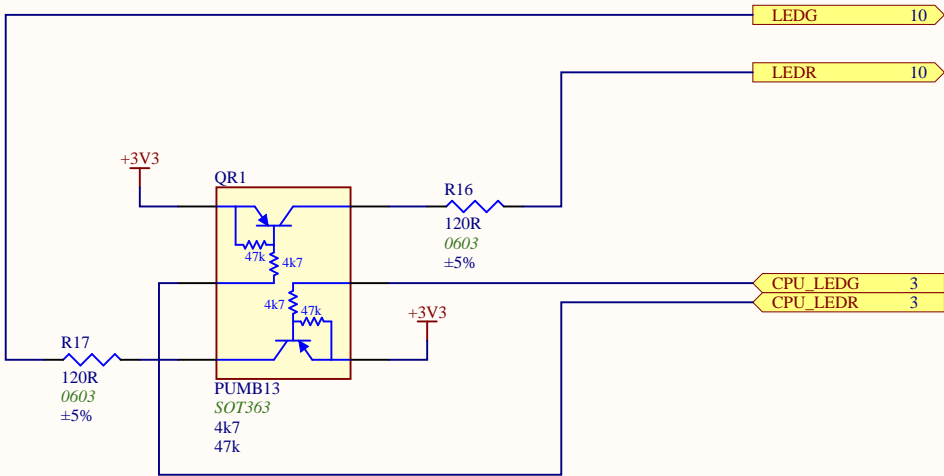 LEDG 10
LEDR 10
+3V3
QR1
R16
120R
0603
±5%
47k
4k7
CPU_LEDG 3
CPU_LEDR 3
4k7
47k
+3V3
R17
120R
0603
±5%
PUMB13
SOT363
4k7
47k